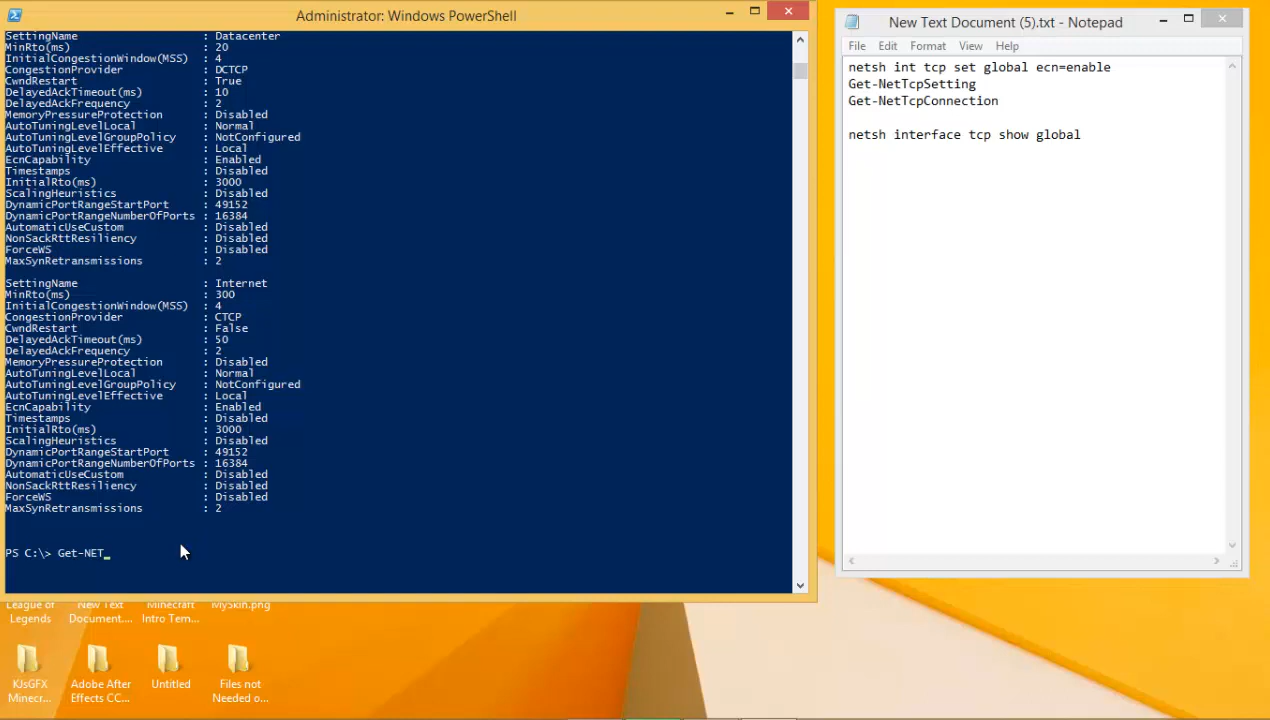 Administrator: Windows PowerShell
SettingName : Datacenter
MinRto(ms) : 20
InitialCongestionWindow(MSS) : 4
CongestionProvider : DCTCP
CwndRestart : True
DelayedAckTimeout(ms) : 10
DelayedAckFrequency : 2
MemoryPressureProtection : Disabled
AutoTuningLevelLocal : Normal
AutoTuningLevelGroupPolicy : NotConfigured
AutoTuningLevelEffective : Local
EcnCapability : Enabled
Timestamps : Disabled
InitialRto(ms) : 3000
ScalingHeuristics : Disabled
DynamicPortRangeStartPort : 49152
DynamicPortRangeNumberOfPorts : 16384
AutomaticUseCustom : Disabled
NonSackRttResiliency : Disabled
ForceWS : Disabled
MaxSynRetransmissions : 2
SettingName : Internet
MinRto(ms) : 300
InitialCongestionWindow(MSS) : 4
CongestionProvider : CTCP
CwndRestart : False
DelayedAckTimeout(ms) : 50
DelayedAckFrequency : 2
MemoryPressureProtection : Disabled
AutoTuningLevelLocal : Normal
AutoTuningLevelGroupPolicy : NotConfigured
AutoTuningLevelEffective : Local
EcnCapability : Enabled
Timestamps : Disabled
InitialRto(ms) : 3000
ScalingHeuristics : Disabled
DynamicPortRangeStartPort : 49152
DynamicPortRangeNumberOfPorts : 16384
AutomaticUseCustom : Disabled
NonSackRttResiliency : Disabled
ForceWS : Disabled
MaxSynRetransmissions : 2
PS C:\> Get-NET_
New Text Document (5).txt - Notepad
File Edit Format View Help
netsh int tcp set global ecn=enable
Get-NetTcpSetting
Get-NetTcpConnection
netsh interface tcp show global
League of New Text Minecraft MySkin.png
Legends Document.... Intro Tem...
KJsGFX Adobe After Untitled Files not
Minecr... Effects CC... Needed o...